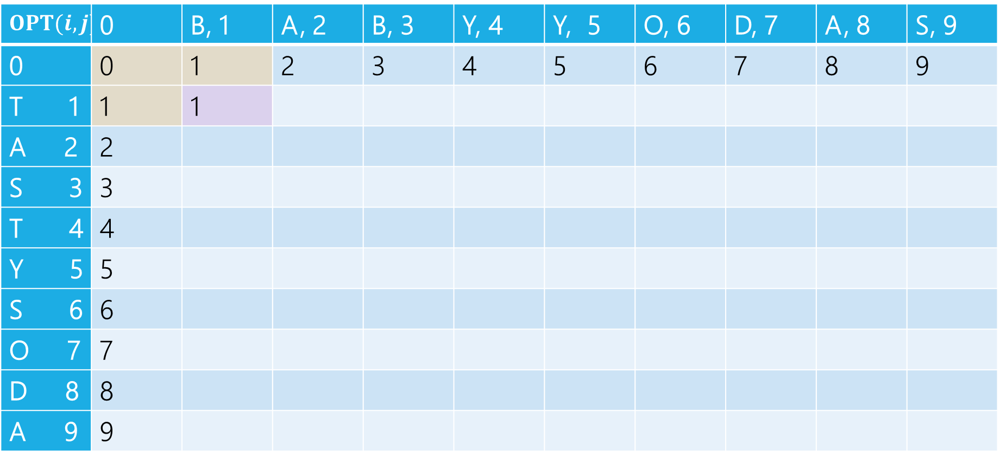 OPT(i,j) 0 B, 1 A, 2 B, 3 Y, 4 Y, 5 O, 6 D, 7 A, 8 S, 9
0 0 1 2 3 4 5 6 7 8 9
T 1 1 1
A 2 2
S 3 3
T 4 4
Y 5 5
S 6 6
O 7 7
D 8 8
A 9 9